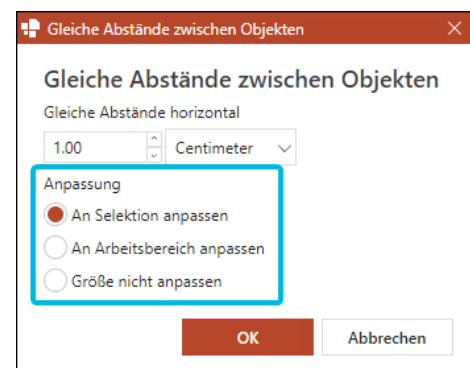 Gleiche Abstände zwischen Objekten
Gleiche Abstände zwischen Objekten
Gleiche Abstände horizontal
1.00 Centimeter
Anpassung
An Selektion anpassen
An Arbeitsbereich anpassen
Größe nicht anpassen
OK Abbrechen